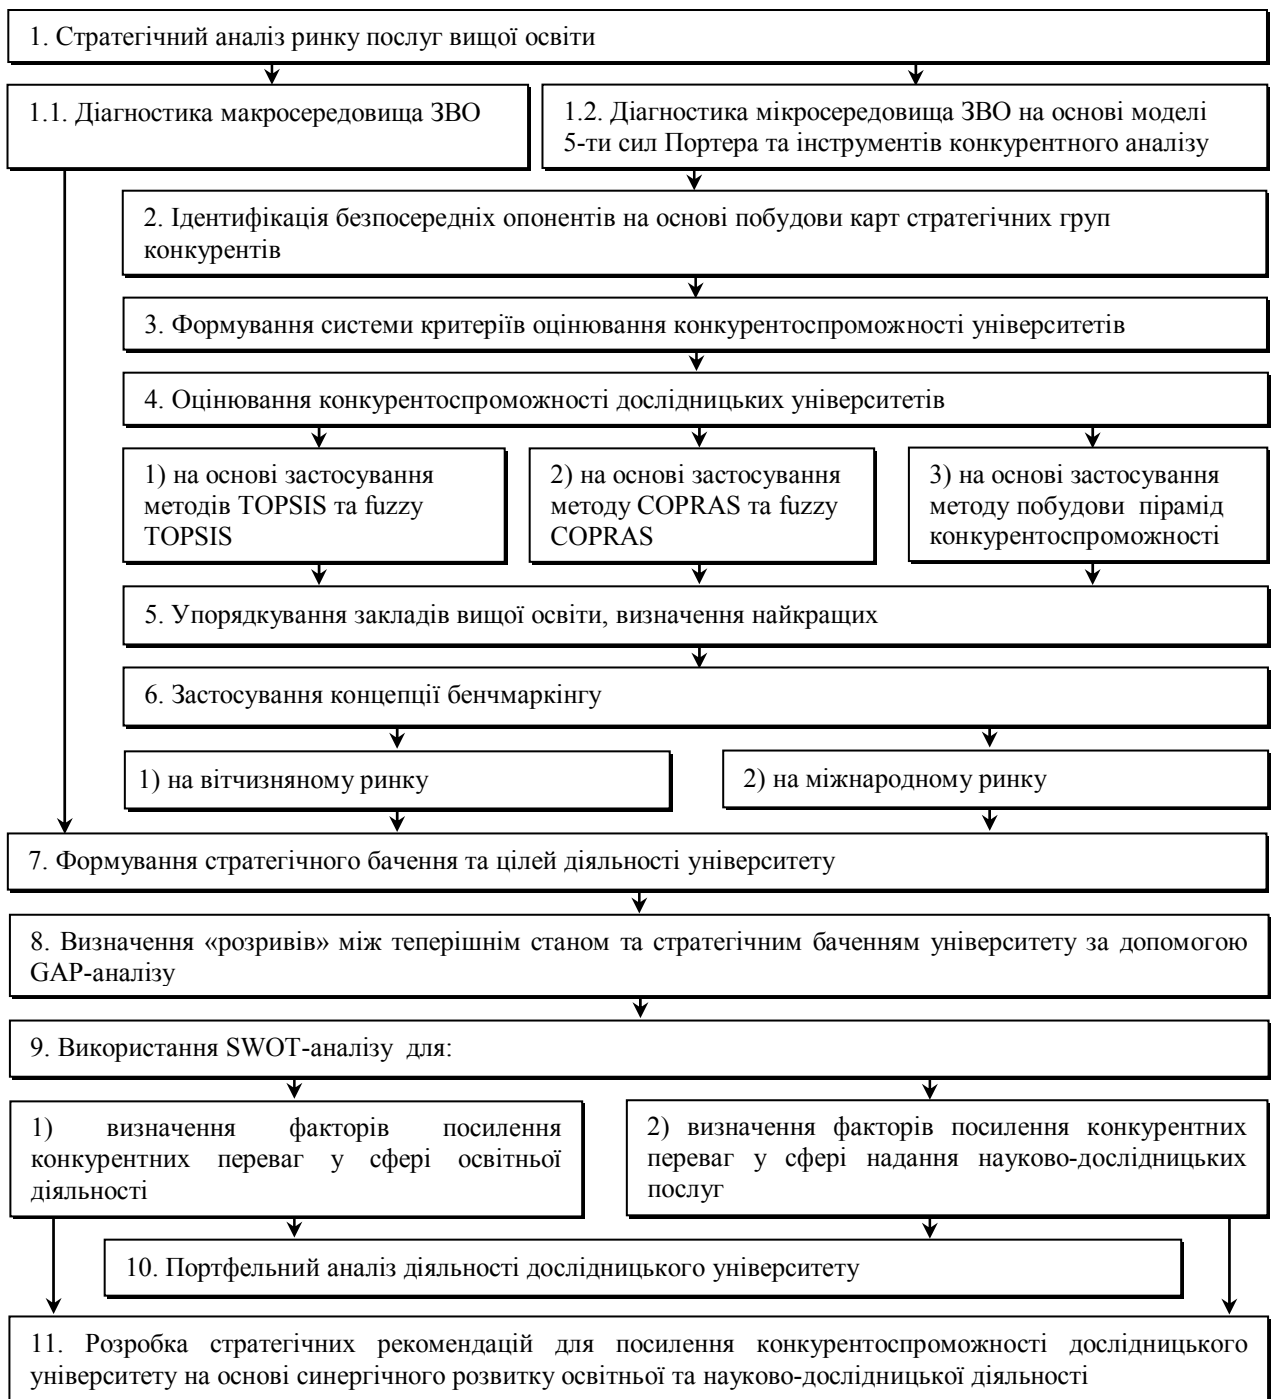 1. Стратегічний аналіз ринку послуг вищої освіти
1.1. Діагностика макросередовища ЗВО
1.2. Діагностика мікросередовища ЗВО на основі моделі
5-ти сил Портера та інструментів конкурентного аналізу
2. Ідентифікація безпосередніх опонентів на основі побудови карт стратегічних груп
конкурентів
3. Формування системи критеріїв оцінювання конкурентоспроможності університетів
4. Оцінювання конкурентоспроможності дослідницьких університетів
1) на основі застосування
методів TOPSIS та fuzzy
TOPSIS
2) на основі застосування
методу COPRAS та fuzzy
COPRAS
3) на основі застосування
методу побудови пірамід
конкурентоспроможності
5. Упорядкування закладів вищої освіти, визначення найкращих
6. Застосування концепції бенчмаркінгу
1) на вітчизняному ринку
2) на міжнародному ринку
7. Формування стратегічного бачення та цілей діяльності університету
8. Визначення «розривів» між теперішнім станом та стратегічним баченням університету за допомогою
GAP-аналізу
9. Використання SWOT-аналізу для:
1) визначення факторів посилення
конкурентних переваг у сфері освітньої
діяльності
2) визначення факторів посилення конкурентних
переваг у сфері надання науково-дослідницьких
послуг
10. Портфельний аналіз діяльності дослідницького університету
11. Розробка стратегічних рекомендацій для посилення конкурентоспроможності дослідницького
університету на основі синергічного розвитку освітньої та науково-дослідницької діяльності